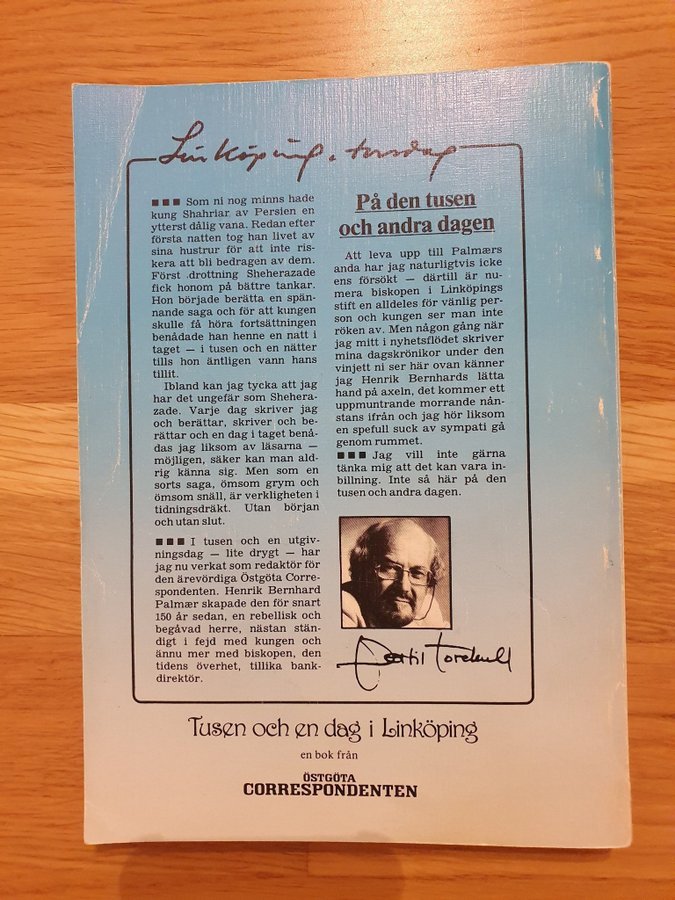 Linköping, torsdag
■■■ Som ni nog minns hade
kung Shahriar av Persien en
ytterst dålig vana. Redan efter
första natten tog han livet av
sina hustrur för att inte ris-
kera att bli bedragen av dem.
Först .drottning Sheherazade
fick honom på bättre tankar.
Hon började berätta en spän-
nande saga och för att kungen
skulle få höra fortsättningen
benådade han henne en natt i
taget — i tusen och en nätter
tills hon äntligen vann hans
tillit.
Ibland kan jag tycka att jag
har det ungefär som Shehera-
zade. Varje dag skriver jag
och berättar, skriver och be-
rättar och en dag i taget benå-
das jag liksom av läsarna —
möjligen, säker kan man ald-
rig känna sig. Men som en
sorts saga, ömsom grym och
ömsom snäll, är verkligheten i
tidningsdräkt. Utan början
och utan slut.
■■■ I tusen och en utgiv-
ningsdag — lite drygt — har
jag nu verkat som redaktör för
den ärevördiga Östgöta Corre-
spondenten. Henrik Bernhard
Palmær skapade den för snart
150 år sedan, en rebellisk och
begåvad herre, nästan stän-
digt i fejd med kungen och
ännu mer med biskopen, den
tidens överhet, tillika bank-
direktör.
På den tusen
och andra dagen
Att leva upp till Palmærs
anda har jag naturligtvis icke
ens försökt — därtill är nu-
mera biskopen i Linköpings
stift en alldeles för vänlig per-
son och kungen ser man inte
röken av. Men någon gång när
jag mitt i nyhetsflödet skriver
mina dagskrönikor under den
vinjett ni ser här ovan känner
jag Henrik Bernhards lätta
hand på axeln, det kommer ett
uppmuntrande morrande nån-
stans ifrån och jag hör liksom
en spefull suck av sympati gå
genom rummet.
■■■ Jag vill inte gärna
tänka mig att det kan vara in-
billning. Inte så här på den
tusen och andra dagen.
Bertil Torekull
Tusen och en dag i Linköping
en bok från
ÖSTGÖTA
CORRESPONDENTEN